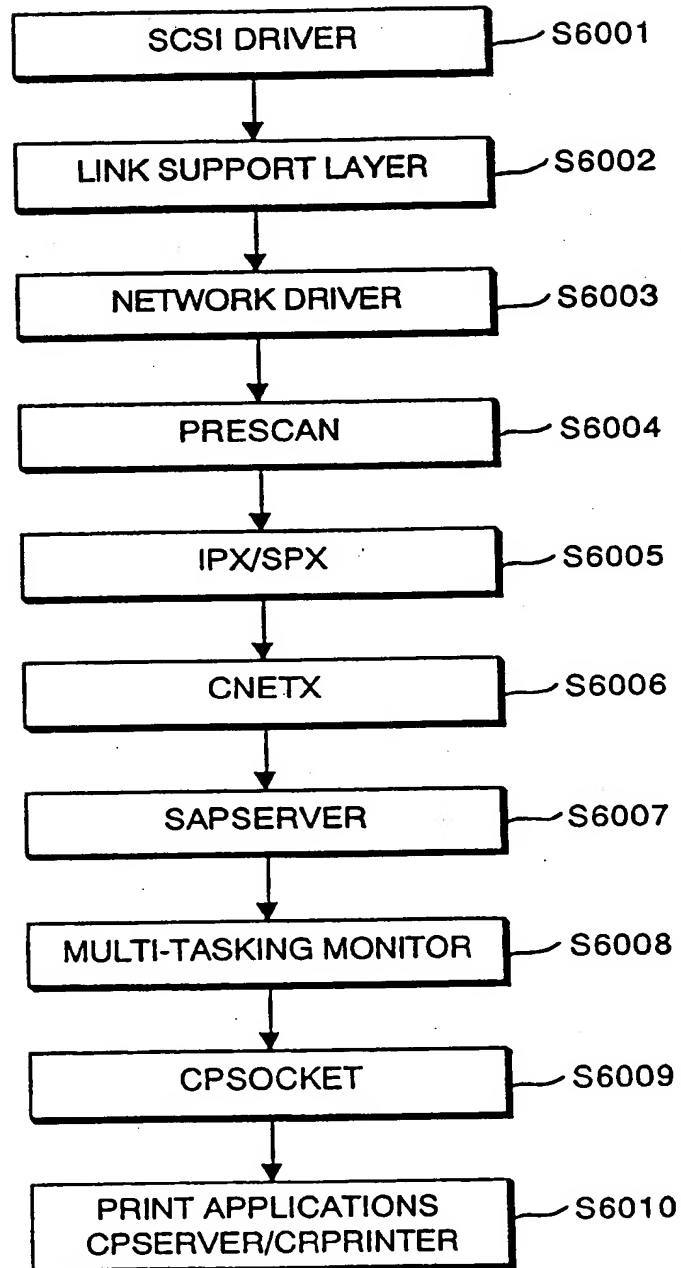 SCSI DRIVER S6001
LINK SUPPORT LAYER S6002
NETWORK DRIVER S6003
PRESCAN S6004
IPX/SPX S6005
CNETX S6006
SAPSERVER S6007
MULTI-TASKING MONITOR S6008
CPSOCKET S6009
PRINT APPLICATIONS S6010
CPSERVER/CRPRINTER